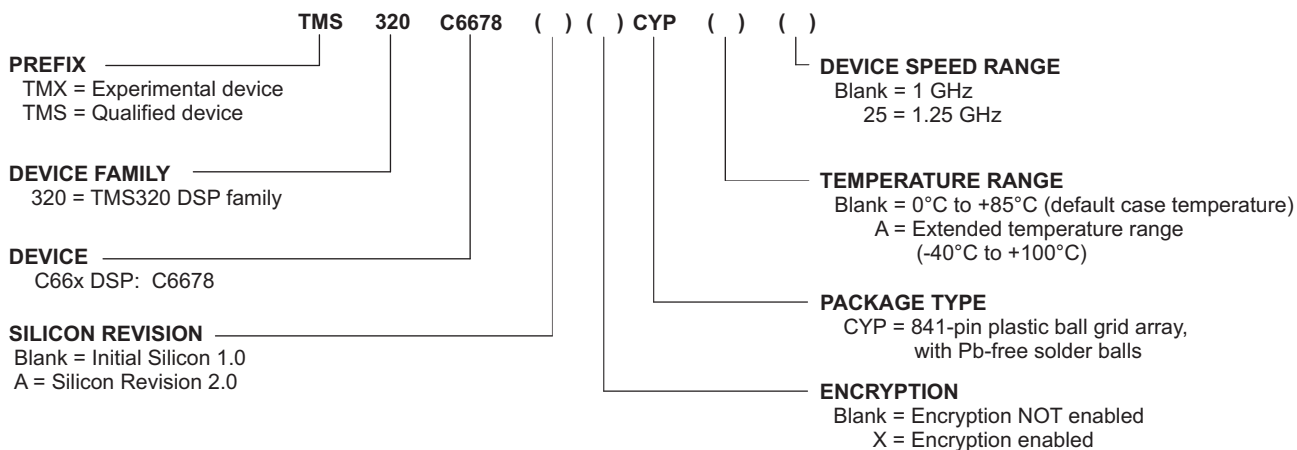 TMS 320 C6678 ( ) ( ) CYP ( ) ( )
PREFIX
TMX = Experimental device
TMS = Qualified device
DEVICE FAMILY
320 = TMS320 DSP family
DEVICE
C66x DSP: C6678
SILICON REVISION
Blank = Initial Silicon 1.0
A = Silicon Revision 2.0
DEVICE SPEED RANGE
Blank = 1 GHz
25 = 1.25 GHz
TEMPERATURE RANGE
Blank = 0°C to +85°C (default case temperature)
A = Extended temperature range
(-40°C to +100°C)
PACKAGE TYPE
CYP = 841-pin plastic ball grid array,
with Pb-free solder balls
ENCRYPTION
Blank = Encryption NOT enabled
X = Encryption enabled